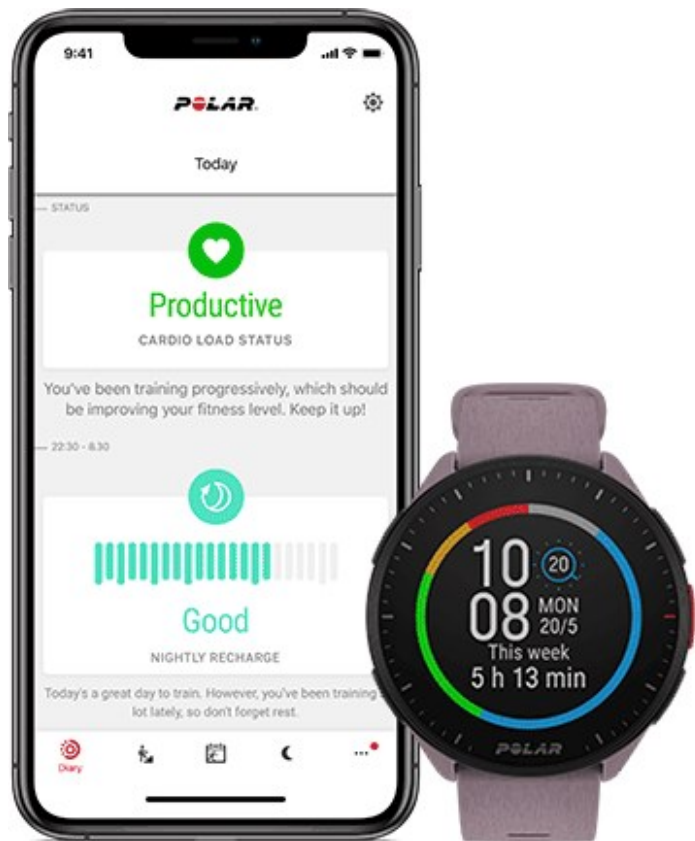 9:41
POLAR
Today
STATUS
Productive
CARDIO LOAD STATUS
You've been training progressively, which should
be improving your fitness level. Keep it up!
22:30 - 8.30
Good
NIGHTLY RECHARGE
Today's a great day to train. However, you've been training
lot lately, so don't forget rest.
Diary
10 20
08 MON
20/5
This week
5 h 13 min
POLAR